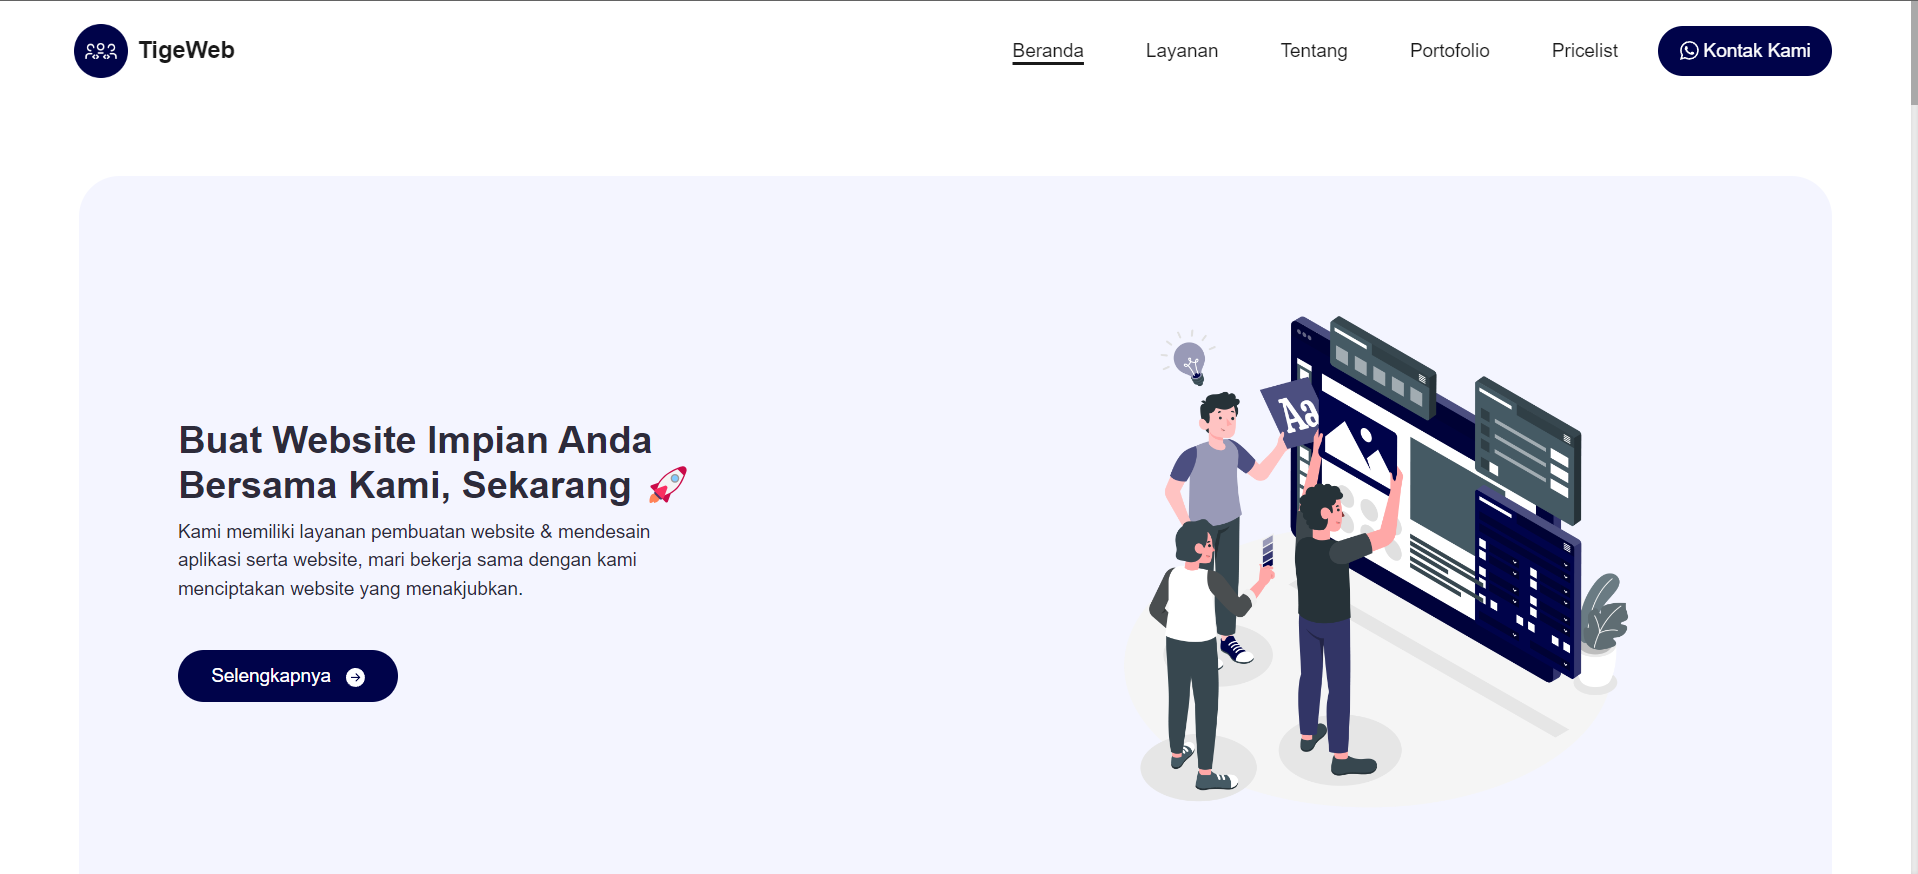 TigeWeb
Beranda
Layanan
Tentang
Portofolio
Pricelist
Kontak Kami
Buat Website Impian Anda
Bersama Kami, Sekarang 🚀
Kami memiliki layanan pembuatan website & mendesain
aplikasi serta website, mari bekerja sama dengan kami
menciptakan website yang menakjubkan.
Selengkapnya
Aa